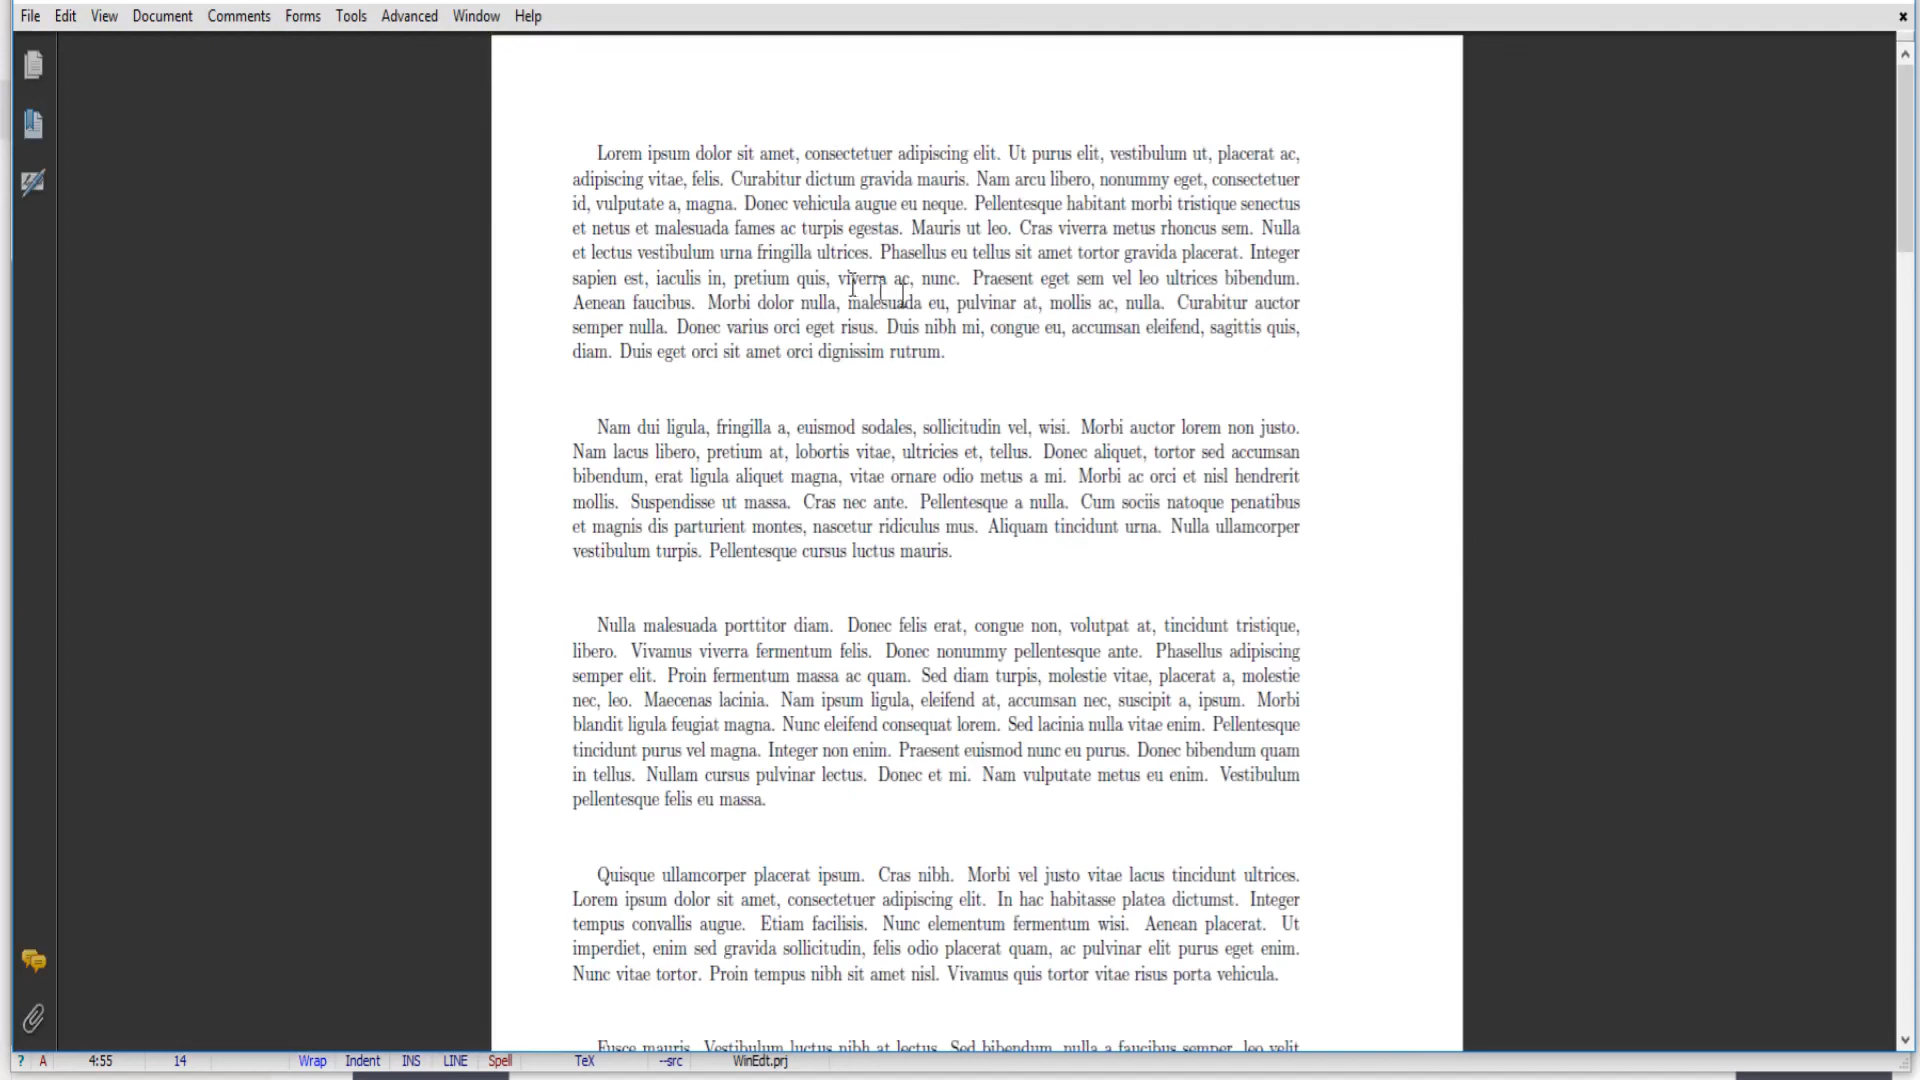 File Edit View Document Comments Forms Tools Advanced Window Help
Lorem ipsum dolor sit amet, consectetuer adipiscing elit. Ut purus elit, vestibulum ut, placerat ac,
adipiscing vitae, felis. Curabitur dictum gravida mauris. Nam arcu libero, nonummy eget, consectetuer
id, vulputate a, magna. Donec vehicula augue eu neque. Pellentesque habitant morbi tristique senectus
et netus et malesuada fames ac turpis egestas. Mauris ut leo. Cras viverra metus rhoncus sem. Nulla
et lectus vestibulum urna fringilla ultrices. Phasellus eu tellus sit amet tortor gravida placerat. Integer
sapien est, iaculis in, pretium quis, viverra ac, nunc. Praesent eget sem vel leo ultrices bibendum.
Aenean faucibus. Morbi dolor nulla, malesuada eu, pulvinar at, mollis ac, nulla. Curabitur auctor
semper nulla. Donec varius orci eget risus. Duis nibh mi, congue eu, accumsan eleifend, sagittis quis,
diam. Duis eget orci sit amet orci dignissim rutrum.
Nam dui ligula, fringilla a, euismod sodales, sollicitudin vel, wisi. Morbi auctor lorem non justo.
Nam lacus libero, pretium at, lobortis vitae, ultricies et, tellus. Donec aliquet, tortor sed accumsan
bibendum, erat ligula aliquet magna, vitae ornare odio metus a mi. Morbi ac orci et nisl hendrerit
mollis. Suspendisse ut massa. Cras nec ante. Pellentesque a nulla. Cum sociis natoque penatibus
et magnis dis parturient montes, nascetur ridiculus mus. Aliquam tincidunt urna. Nulla ullamcorper
vestibulum turpis. Pellentesque cursus luctus mauris.
Nulla malesuada porttitor diam. Donec felis erat, congue non, volutpat at, tincidunt tristique,
libero. Vivamus viverra fermentum felis. Donec nonummy pellentesque ante. Phasellus adipiscing
semper elit. Proin fermentum massa ac quam. Sed diam turpis, molestie vitae, placerat a, molestie
nec, leo. Maecenas lacinia. Nam ipsum ligula, eleifend at, accumsan nec, suscipit a, ipsum. Morbi
blandit ligula feugiat magna. Nunc eleifend consequat lorem. Sed lacinia nulla vitae enim. Pellentesque
tincidunt purus vel magna. Integer non enim. Praesent euismod nunc eu purus. Donec bibendum quam
in tellus. Nullam cursus pulvinar lectus. Donec et mi. Nam vulputate metus eu enim. Vestibulum
pellentesque felis eu massa.
Quisque ullamcorper placerat ipsum. Cras nibh. Morbi vel justo vitae lacus tincidunt ultrices.
Lorem ipsum dolor sit amet, consectetuer adipiscing elit. In hac habitasse platea dictumst. Integer
tempus convallis augue. Etiam facilisis. Nunc elementum fermentum wisi. Aenean placerat. Ut
imperdiet, enim sed gravida sollicitudin, felis odio placerat quam, ac pulvinar elit purus eget enim.
Nunc vitae tortor. Proin tempus nibh sit amet nisl. Vivamus quis tortor vitae risus porta vehicula.
Fusce mauris. Vestibulum luctus nibh at lectus. Sed bibendum, nulla a faucibus semper, leo velit
? A 4:55 14 Wrap Indent INS LINE Spell TeX --src WinEdt.prj